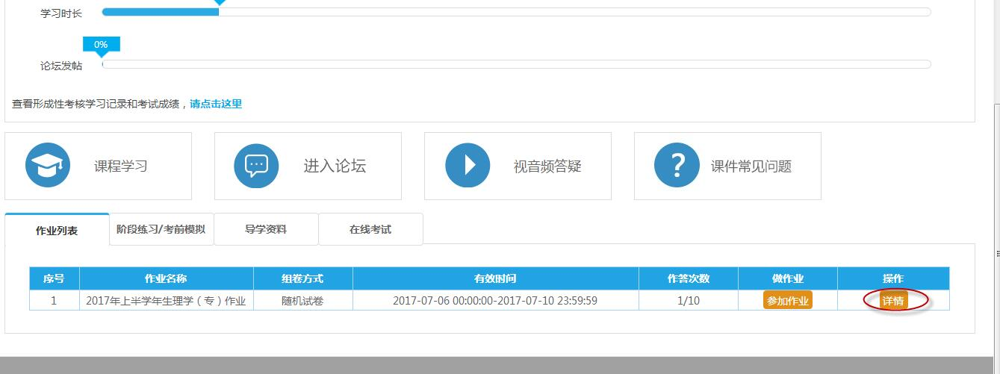 学习时长
0%
论坛发帖
查看形成性考核学习记录和考试成绩，请点击这里
课程学习 进入论坛 视音频答疑 ? 课件常见问题
作业列表 阶段练习/考前模拟 导学资料 在线考试
序号 作业名称 组卷方式 有效时间 作答次数 做作业 操作
1 2017年上半学年生理学（专）作业 随机试卷 2017-07-06 00:00:00-2017-07-10 23:59:59 1/10 参加作业 详情